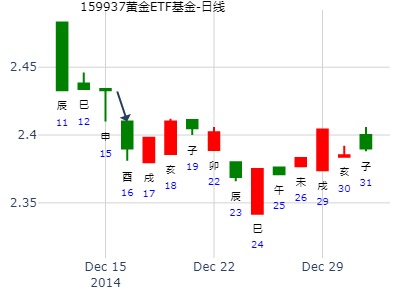 159937黄金ETF基金-日线
2.45
2.4
2.35
辰
11
巳
12
申
15
酉
16
戌
17
亥
18
子
19
卯
22
辰
23
巳
24
午
25
未
26
戌
29
亥
30
子
31
Dec 15
2014
Dec 22
Dec 29